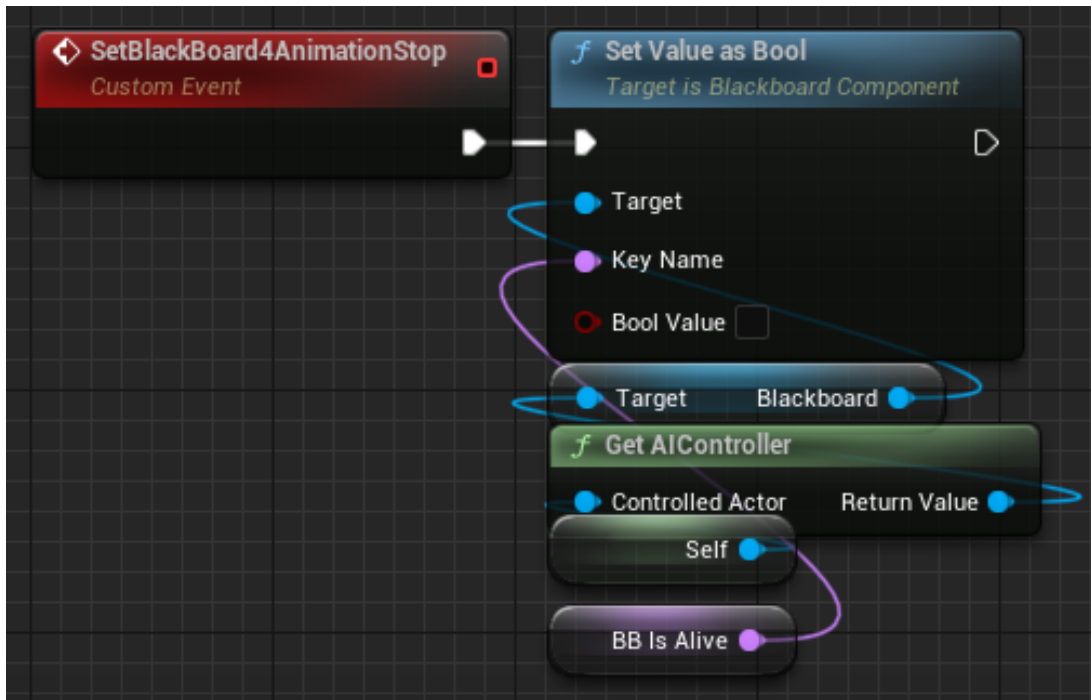 SetBlackBoard4AnimationStop
Custom Event
f Set Value as Bool
Target is Blackboard Component
Target
Key Name
Bool Value
Target Blackboard
f Get AIController
Controlled Actor Return Value
Self
BB Is Alive